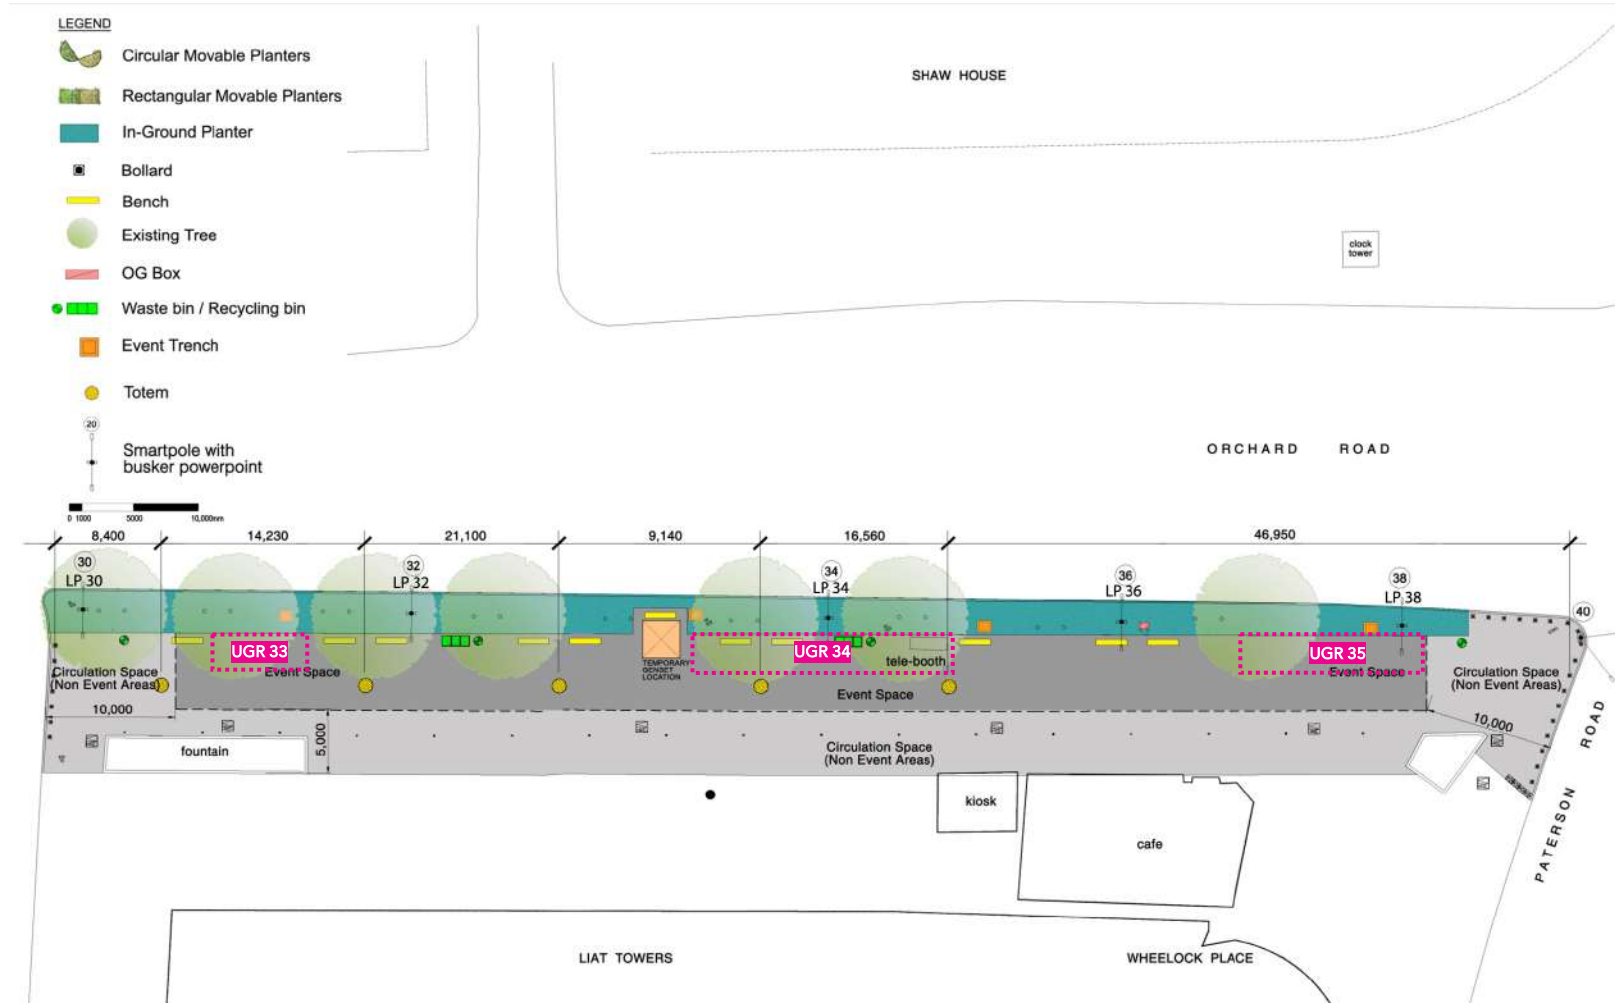 LEGEND
Circular Movable Planters
Rectangular Movable Planters
In-Ground Planter
Bollard
Bench
Existing Tree
OG Box
Waste bin / Recycling bin
Event Trench
Totem
20
Smartpole with
busker powerpoint
0 1000 5000 10,000mm
SHAW HOUSE
clock
tower
ORCHARD ROAD
8,400 14,230 21,100 9,140 16,560 46,950
30 32 34 36 38 40
LP 30 LP 32 LP 34 LP 36 LP 38
UGR 33 UGR 34 UGR 35
TEMPORARY
GENSET
LOCATION
tele-booth
Circulation Space
(Non Event Areas)
Event Space
Event Space
Event Space
Circulation Space
(Non Event Areas)
10,000
5,000
10,000
fountain
Circulation Space
(Non Event Areas)
kiosk
cafe
PATERSON ROAD
LIAT TOWERS
WHEELOCK PLACE